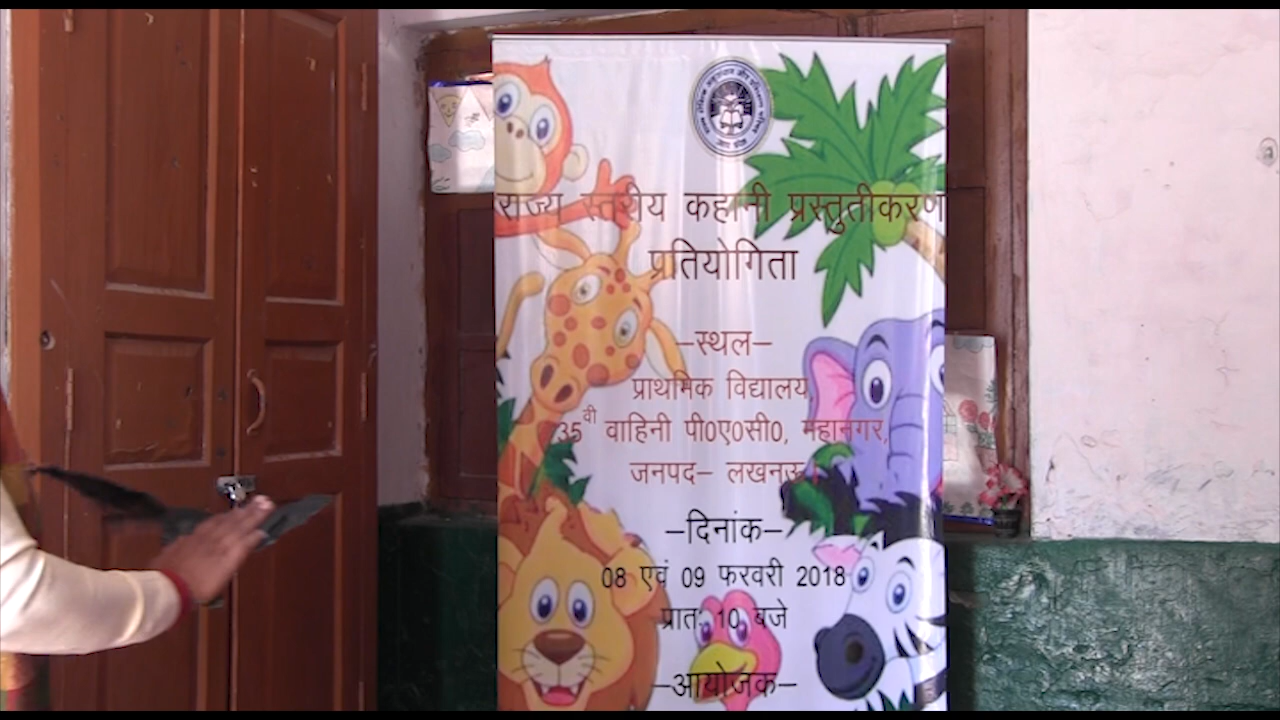 राज्य स्तरीय कहानी प्रस्तुतीकरण
प्रतियोगिता
–स्थल–
प्राथमिक विद्यालय
35वी वाहिनी पी0ए0सी0, महानगर,
जनपद– लखनऊ
–दिनांक–
08 एवं 09 फरवरी 2018
प्रातः 10 बजे
–आयोजक–